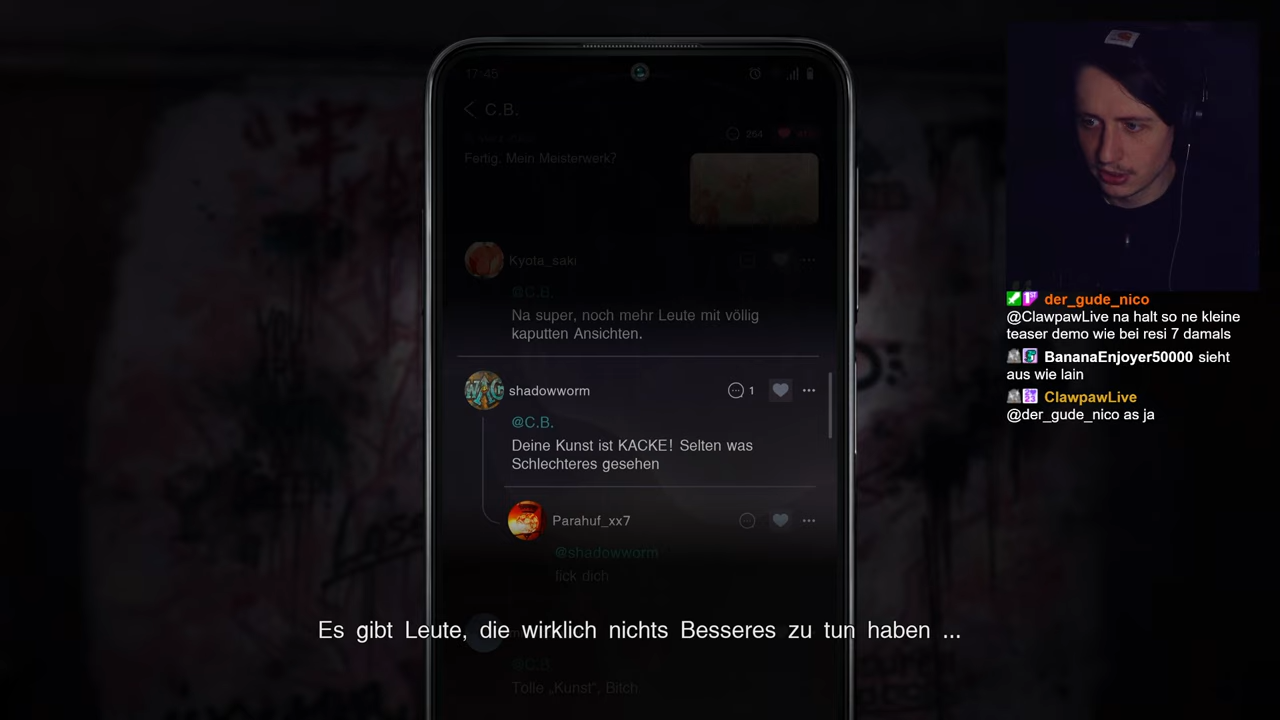 17:45
C.B.
264
Fertig. Mein Meisterwerk?
Kyota_saki
@C.B.
Na super, noch mehr Leute mit völlig
kaputten Ansichten.
shadowworm
1
@C.B.
Deine Kunst ist KACKE! Selten was
Schlechteres gesehen
Parahuf_xx7
@shadowworm
fick dich
Es gibt Leute, die wirklich nichts Besseres zu tun haben ...
@C.B.
Tolle „Kunst“, Bitch
der_gude_nico
@ClawpawLive na halt so ne kleine
teaser demo wie bei resi 7 damals
BananaEnjoyer50000 sieht
aus wie lain
ClawpawLive
@der_gude_nico as ja